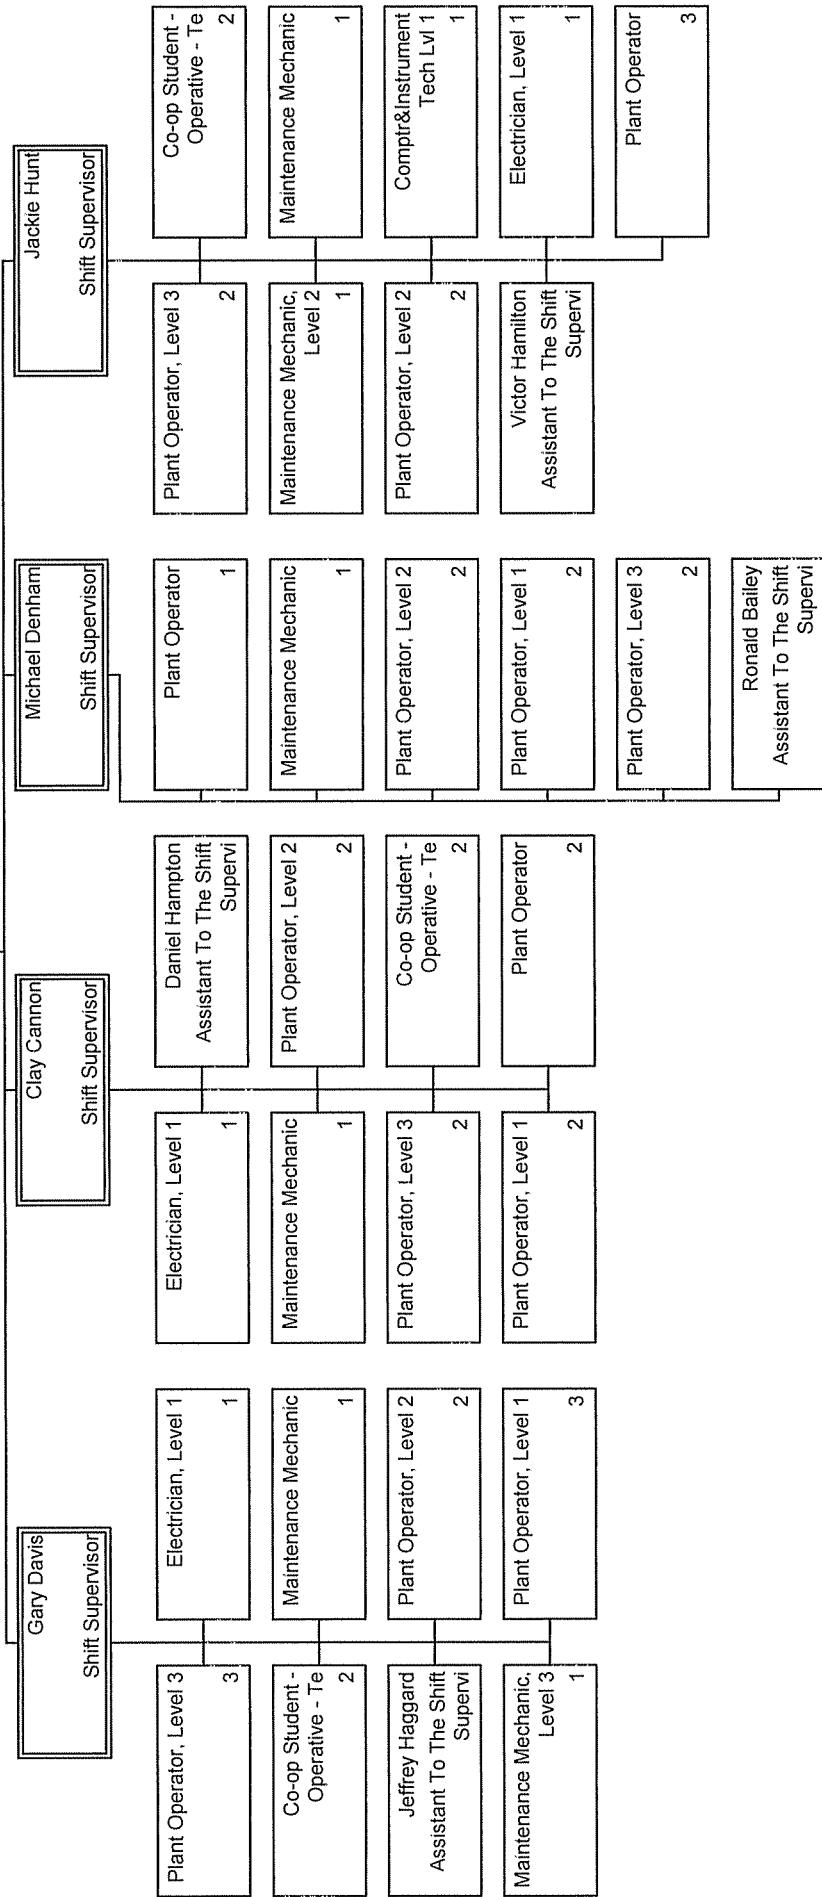 Gary Davis
Shift Supervisor
Plant Operator, Level 3
3
Electrician, Level 1
1
Co-op Student -
Operative - Te
2
Maintenance Mechanic
1
Jeffrey Haggard
Assistant To The Shift
Supervi
Plant Operator, Level 2
2
Maintenance Mechanic,
Level 3
1
Plant Operator, Level 1
3
Clay Cannon
Shift Supervisor
Electrician, Level 1
1
Daniel Hampton
Assistant To The Shift
Supervi
Maintenance Mechanic
1
Plant Operator, Level 2
2
Plant Operator, Level 3
2
Co-op Student -
Operative - Te
2
Plant Operator, Level 1
2
Plant Operator
2
Michael Denham
Shift Supervisor
Plant Operator
1
Maintenance Mechanic
1
Plant Operator, Level 2
2
Plant Operator, Level 1
2
Plant Operator, Level 3
2
Ronald Bailey
Assistant To The Shift
Supervi
Jackie Hunt
Shift Supervisor
Plant Operator, Level 3
2
Co-op Student -
Operative - Te
2
Maintenance Mechanic,
Level 2
1
Maintenance Mechanic
1
Plant Operator, Level 2
2
Comptr&Instrument
Tech Lvl 1
1
Victor Hamilton
Assistant To The Shift
Supervi
Electrician, Level 1
1
Plant Operator
3